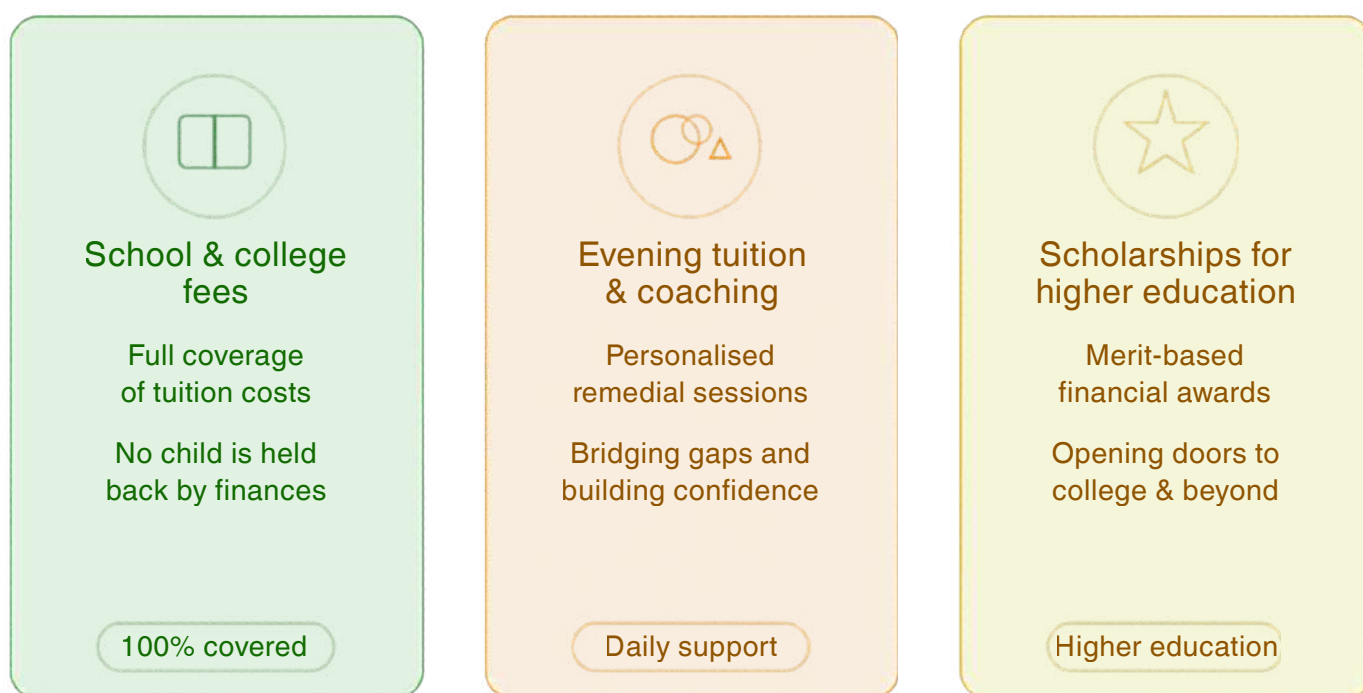 School & college
fees
Full coverage
of tuition costs
No child is held
back by finances
100% covered
Evening tuition
& coaching
Personalised
remedial sessions
Bridging gaps and
building confidence
Daily support
Scholarships for
higher education
Merit-based
financial awards
Opening doors to
college & beyond
Higher education